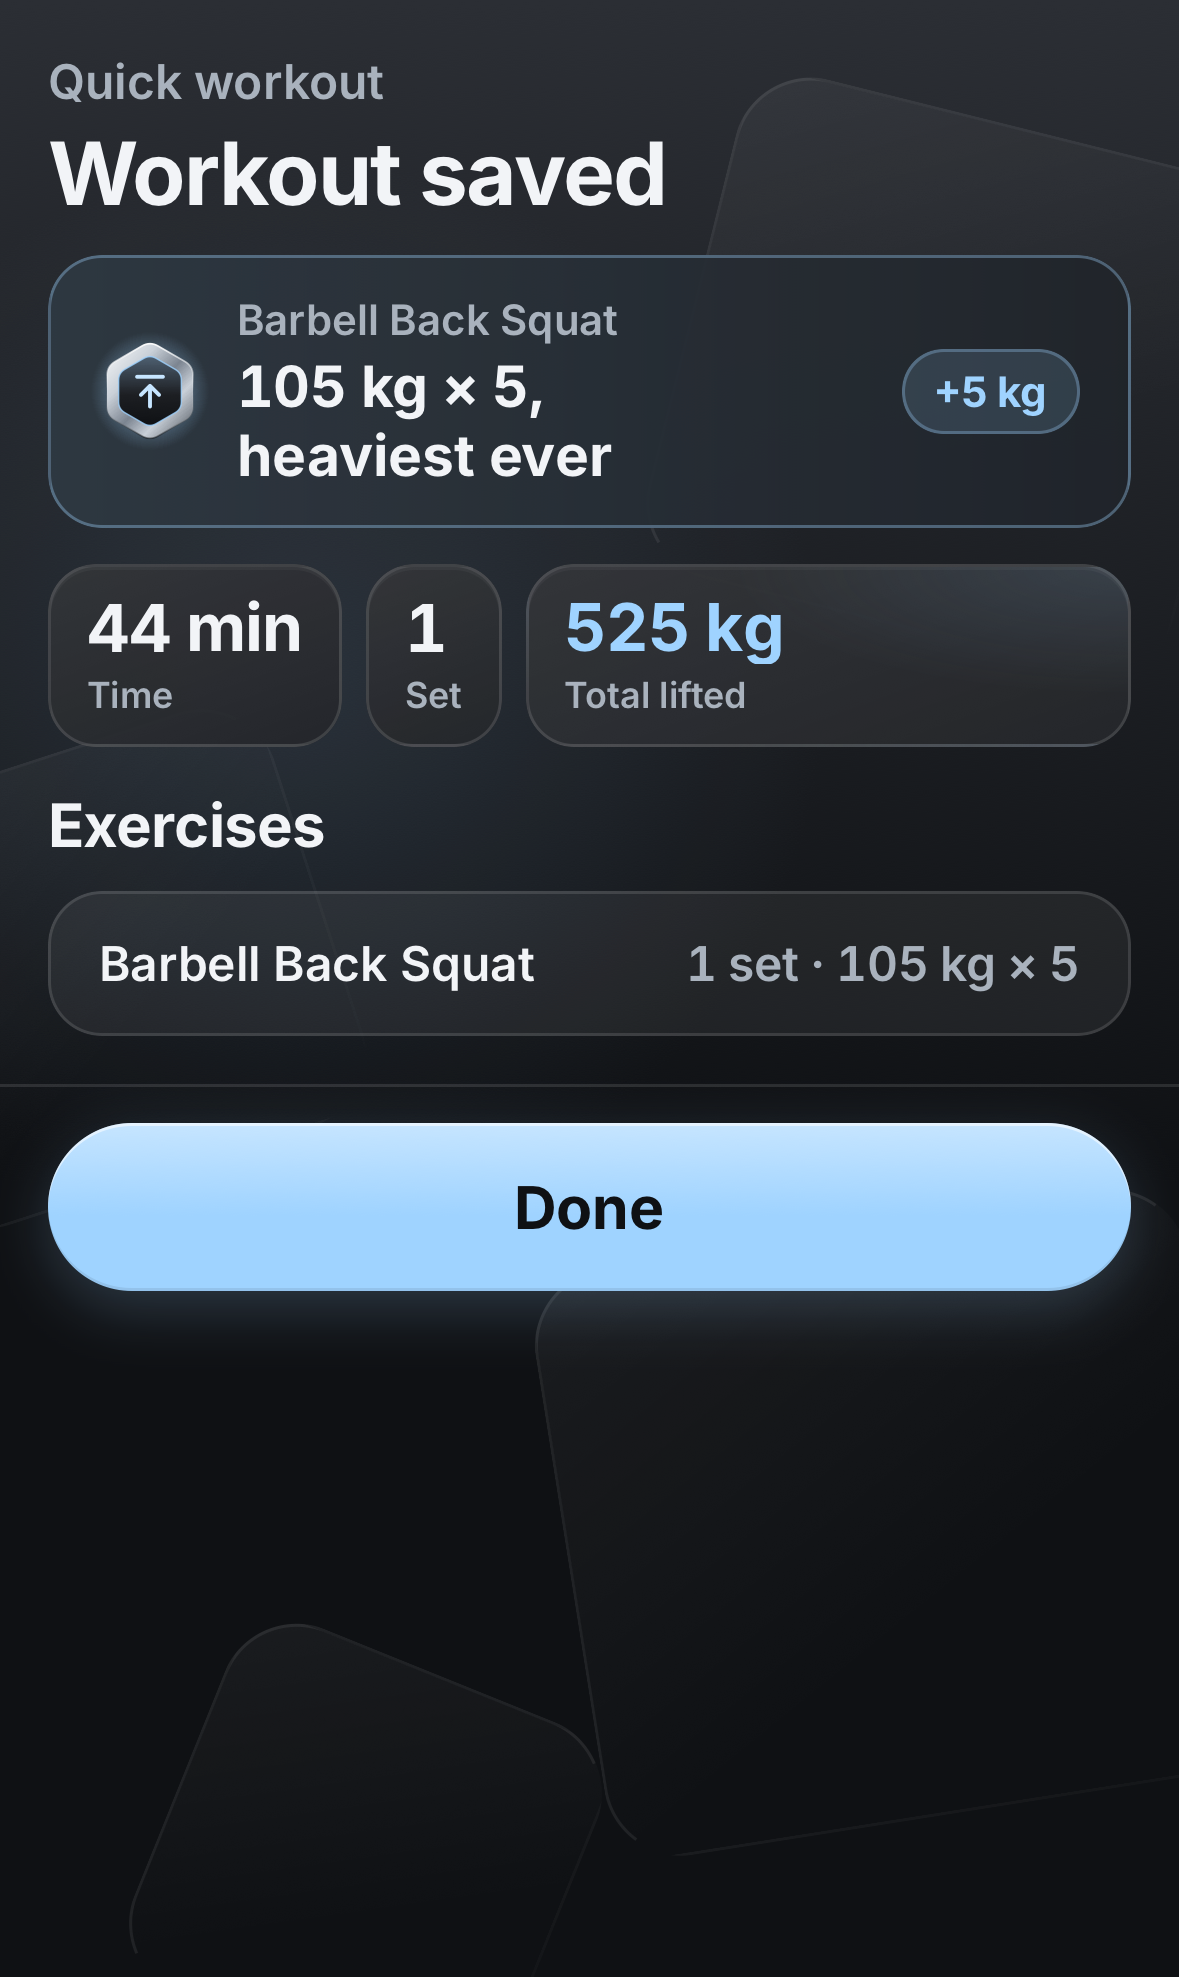 Quick workout
Workout saved
Barbell Back Squat
105 kg × 5,
heaviest ever
+5 kg
44 min
Time
1
Set
525 kg
Total lifted
Exercises
Barbell Back Squat
1 set · 105 kg × 5
Done